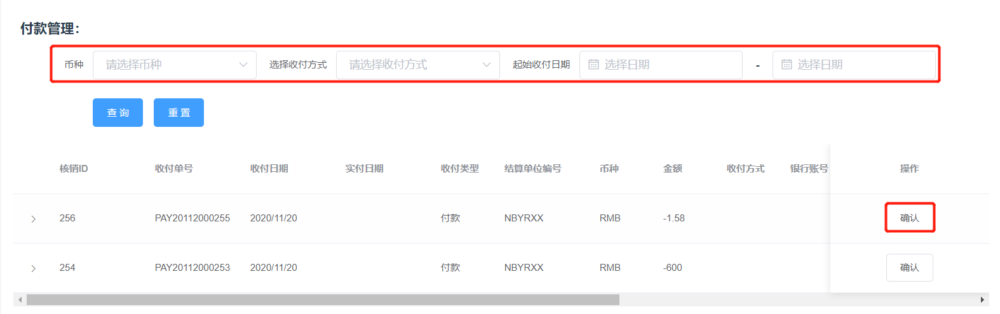 付款管理：
币种 请选择币种 选择收付方式 请选择收付方式 起始收付日期 选择日期 - 选择日期
查询 重置
核销ID 收付单号 收付日期 实付日期 收付类型 结算单位编号 币种 金额 收付方式 银行账号 操作
256 PAY20112000255 2020/11/20 付款 NBYRXX RMB -1.58 确认
254 PAY20112000253 2020/11/20 付款 NBYRXX RMB -600 确认